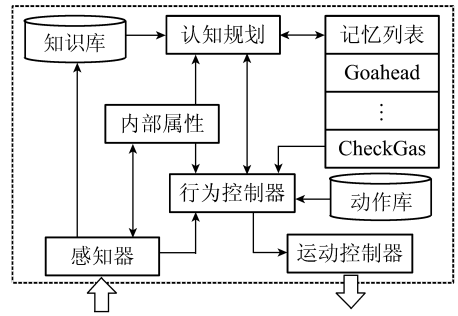 知识库
认知规划
记忆列表
Goahead
⋮
CheckGas
内部属性
行为控制器
动作库
感知器
运动控制器